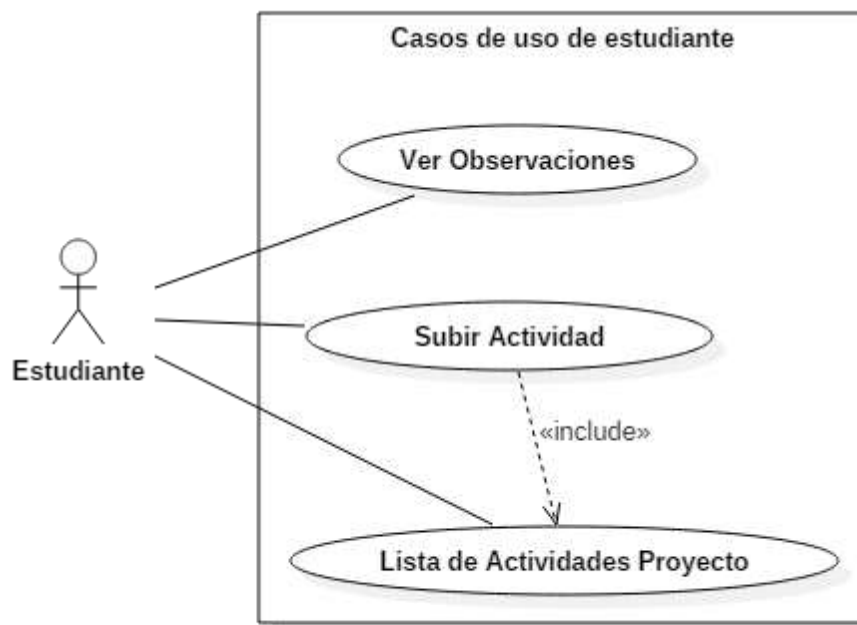 Casos de uso de estudiante
Ver Observaciones
Subir Actividad
Estudiante
«include»
Lista de Actividades Proyecto